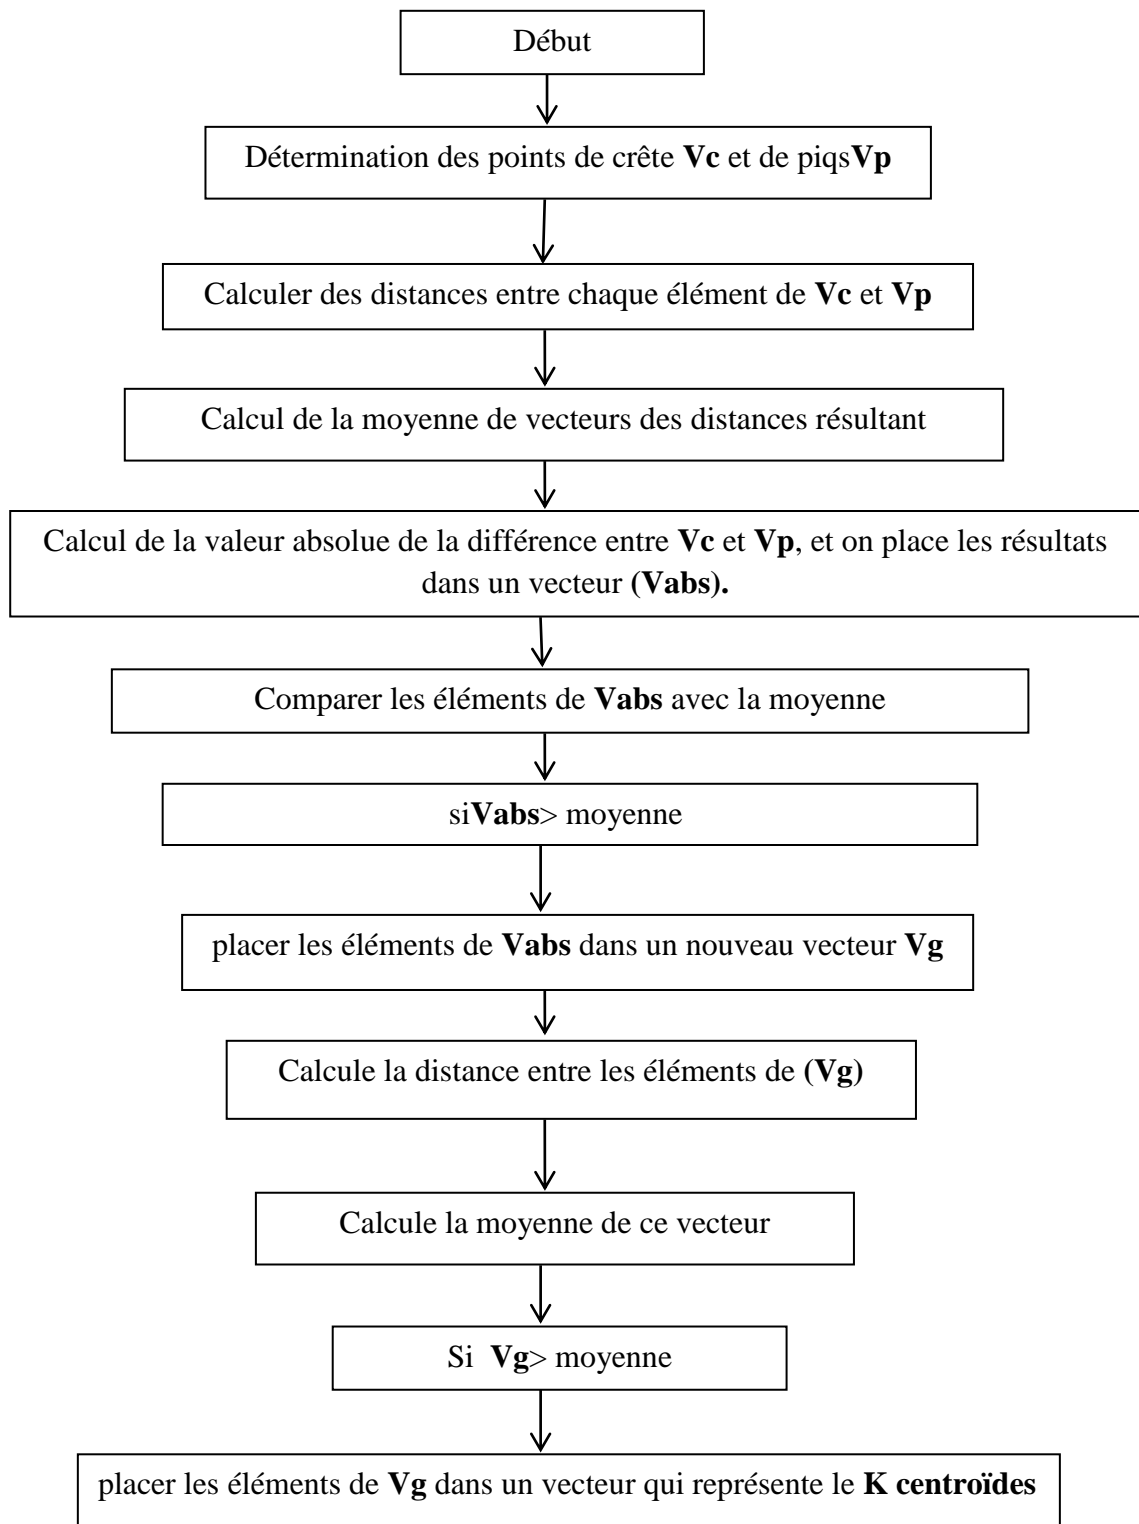 Début
Détermination des points de crête Vc et de piqsVp
Calculer des distances entre chaque élément de Vc et Vp
Calcul de la moyenne de vecteurs des distances résultant
Calcul de la valeur absolue de la différence entre Vc et Vp, et on place les résultats
dans un vecteur (Vabs).
Comparer les éléments de Vabs avec la moyenne
siVabs> moyenne
placer les éléments de Vabs dans un nouveau vecteur Vg
Calcule la distance entre les éléments de (Vg)
Calcule la moyenne de ce vecteur
Si Vg> moyenne
placer les éléments de Vg dans un vecteur qui représente le K centroïdes